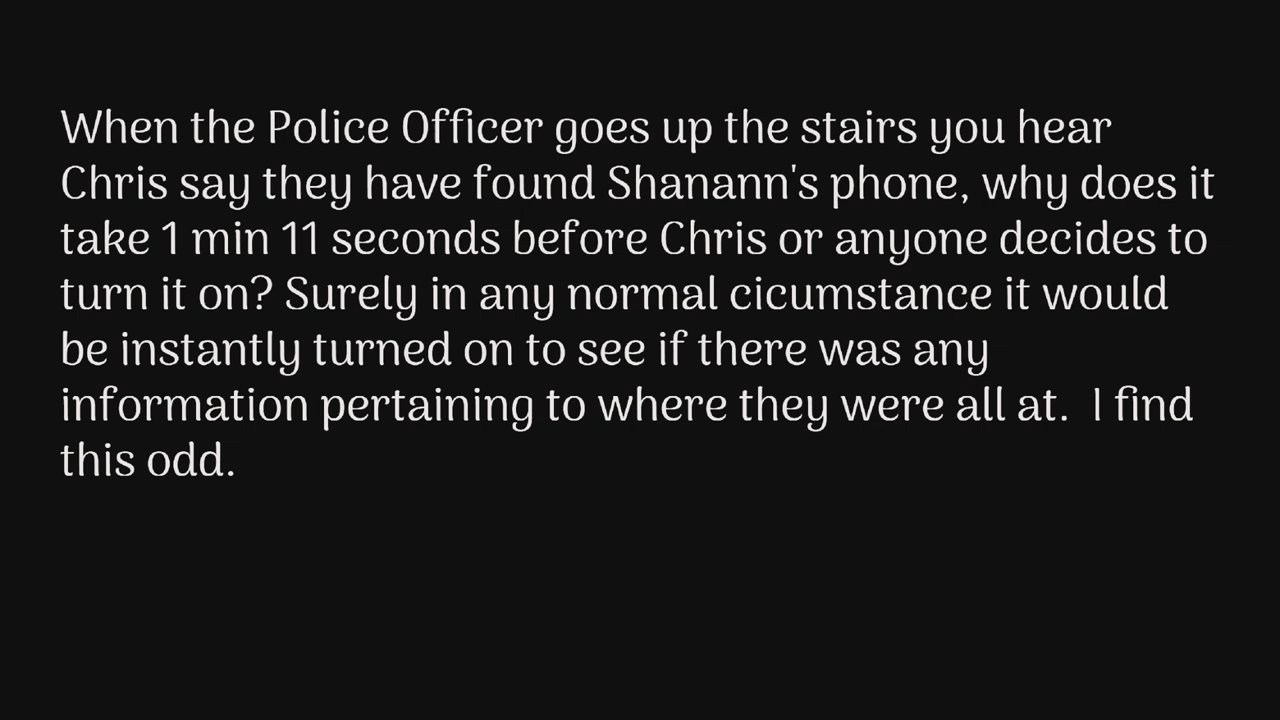 When the Police Officer goes up the stairs you hear
Chris say they have found Shanann's phone, why does it
take 1 min 11 seconds before Chris or anyone decides to
turn it on? Surely in any normal cicumstance it would
be instantly turned on to see if there was any
information pertaining to where they were all at.  I find
this odd.